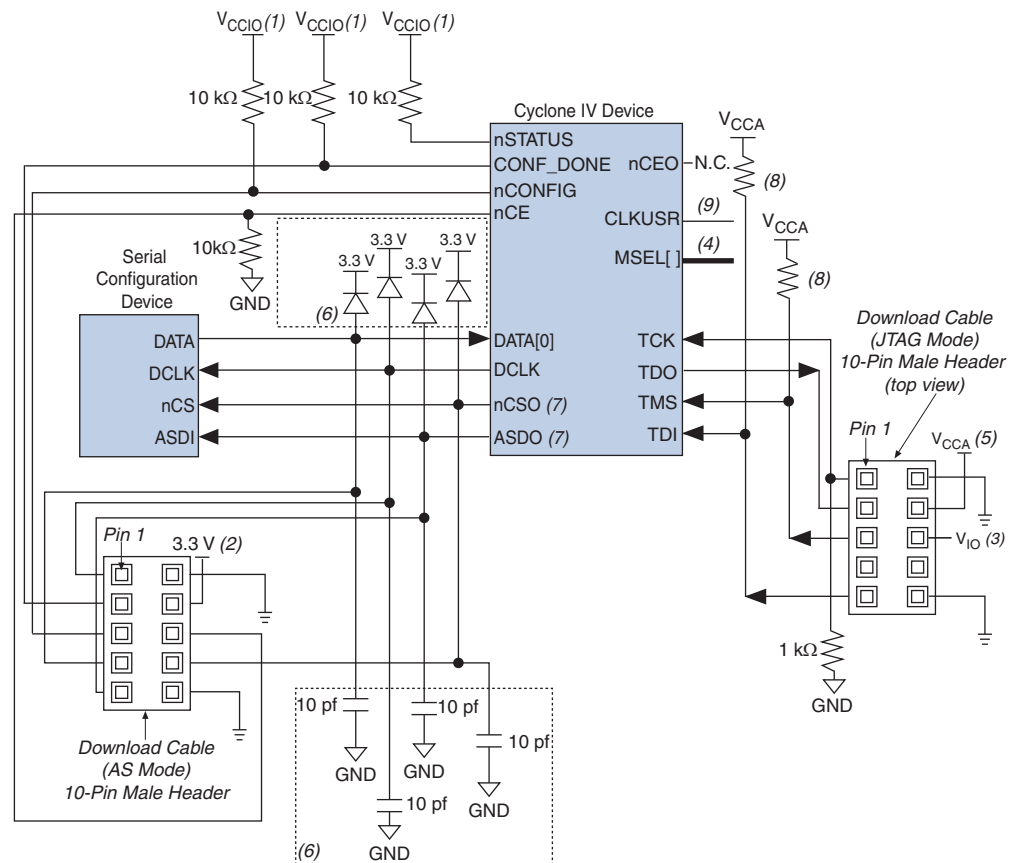 VCCIO (1) VCCIO (1) VCCIO (1)
10 kΩ 10 kΩ 10 kΩ
Cyclone IV Device
nSTATUS
CONF_DONE
nCONFIG
nCE
nCEO N.C.
CLKUSR (9)
MSEL[ ] (4)
VCCA
(8)
VCCA
(8)
10kΩ
GND
3.3 V 3.3 V 3.3 V 3.3 V
(6)
Serial
Configuration
Device
DATA
DCLK
nCS
ASDI
DATA[0]
DCLK
nCSO (7)
ASDO (7)
TCK
TDO
TMS
TDI
Download Cable
(JTAG Mode)
10-Pin Male Header
(top view)
Pin 1
VCCA (5)
VIO (3)
1 kΩ
GND
Pin 1
3.3 V (2)
Download Cable
(AS Mode)
10-Pin Male Header
10 pf
GND
10 pf
GND
10 pf
GND
10 pf
GND
(6)